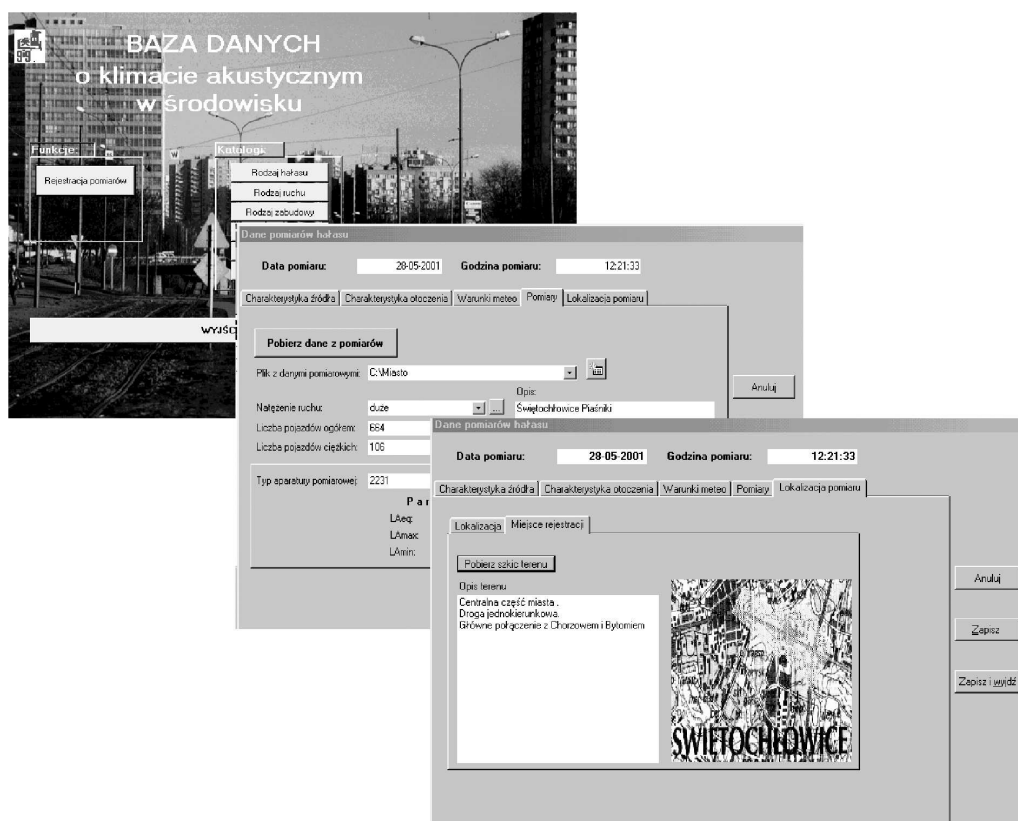 BAZA DANYCH
o klimacie akustycznym
w środowisku
Funkcje:
Katalogi:
Rejestracja pomiarów
Rodzaj hałasu
Rodzaj ruchu
Rodzaj zabudowy
Dane pomiarów hałasu
Data pomiaru: 28-05-2001 Godzina pomiaru: 12:21:33
Charakterystyka źródła Charakterystyka otoczenia Warunki meteo Pomiary Lokalizacja pomiaru
WYJŚC
Pobierz dane z pomiarów
Plik z danymi pomiarowymi: C:\Miasto
Anuluj
Opis:
Natężenie ruchu: duże ... Świętochłowice Piaśniki
Liczba pojazdów ogółem: 664
Liczba pojazdów ciężkich: 106
Typ aparatury pomiarowej: 2231
P a r
LAeq:
LAmax:
LAmin:
Dane pomiarów hałasu
Data pomiaru: 28-05-2001 Godzina pomiaru: 12:21:33
Charakterystyka źródła Charakterystyka otoczenia Warunki meteo Pomiary Lokalizacja pomiaru
Lokalizacja Miejsce rejestracji
Pobierz szkic terenu
Opis terenu
Centralna część miasta .
Droga jednokierunkowa.
Główne połączenie z Chorzowem i Bytomiem
ŚWIĘTOCHŁOWICE
Anuluj
Zapisz
Zapisz i wyjdź